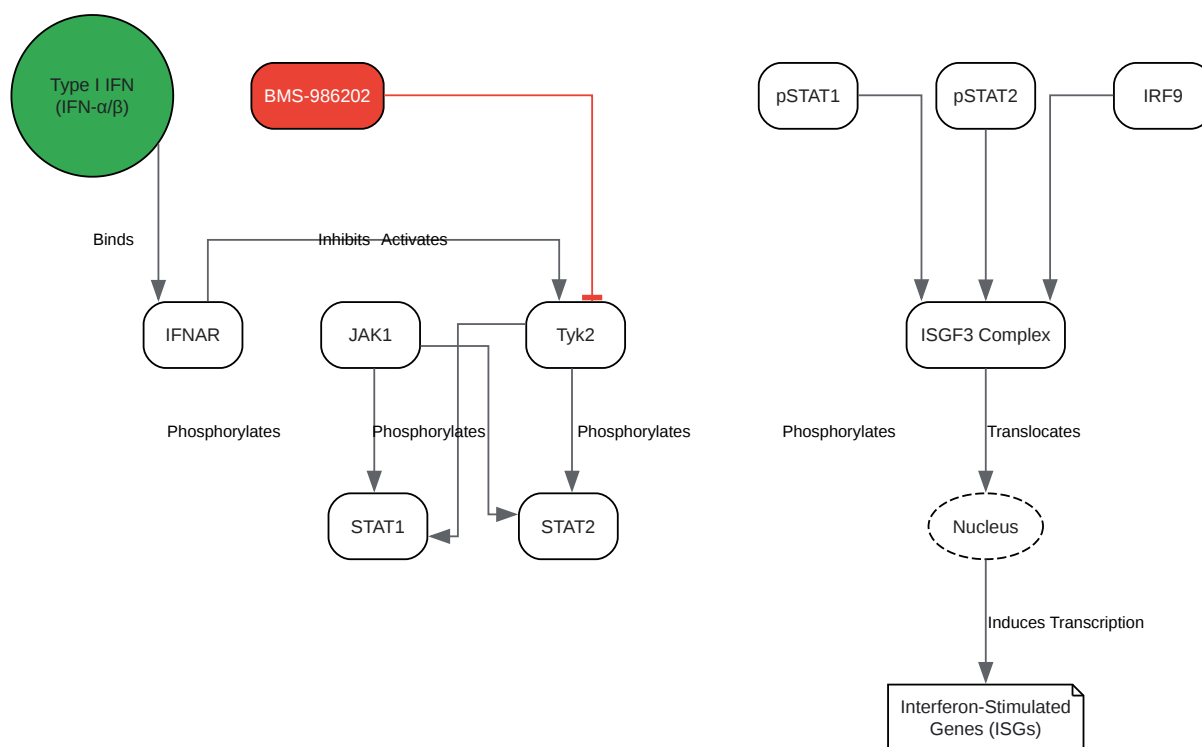 Type I IFN
(IFN-α/β)
BMS-986202
pSTAT1
pSTAT2
IRF9
Binds
Inhibits
Activates
IFNAR
JAK1
Tyk2
ISGF3 Complex
Phosphorylates
Phosphorylates
Phosphorylates
Phosphorylates
Translocates
STAT1
STAT2
Nucleus
Induces Transcription
Interferon-Stimulated
Genes (ISGs)